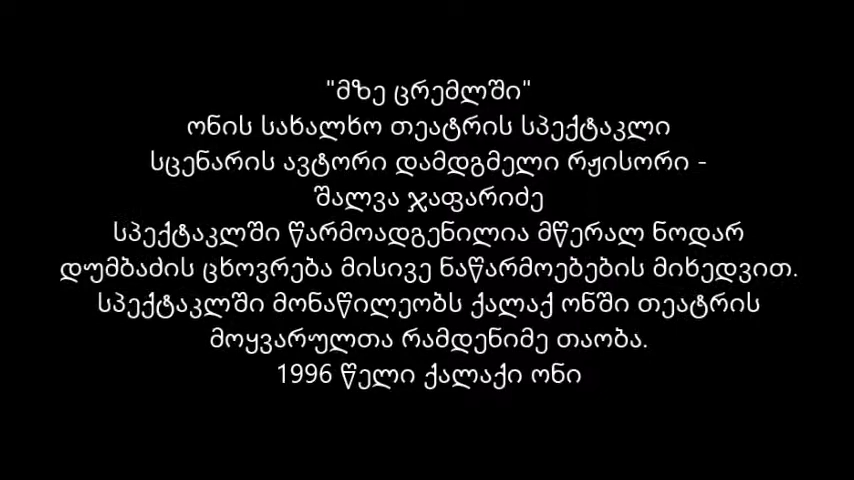 "მზე ცრემლში"
ონის სახალხო თეატრის სპექტაკლი
სცენარის ავტორი დამდგმელი რჟისორი -
შალვა ჯაფარიძე
სპექტაკლში წარმოადგენილია მწერალ ნოდარ
დუმბაძის ცხოვრება მისივე ნაწარმოებების მიხედვით.
სპექტაკლში მონაწილეობს ქალაქ ონში თეატრის
მოყვარულთა რამდენიმე თაობა.
1996 წელი ქალაქი ონი